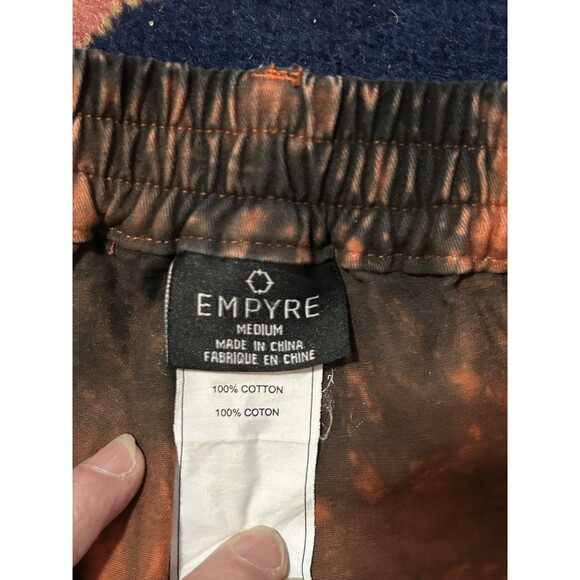 EMPYRE
MEDIUM
MADE IN CHINA
FABRIQUE EN CHINE
100% COTTON
100% COTON